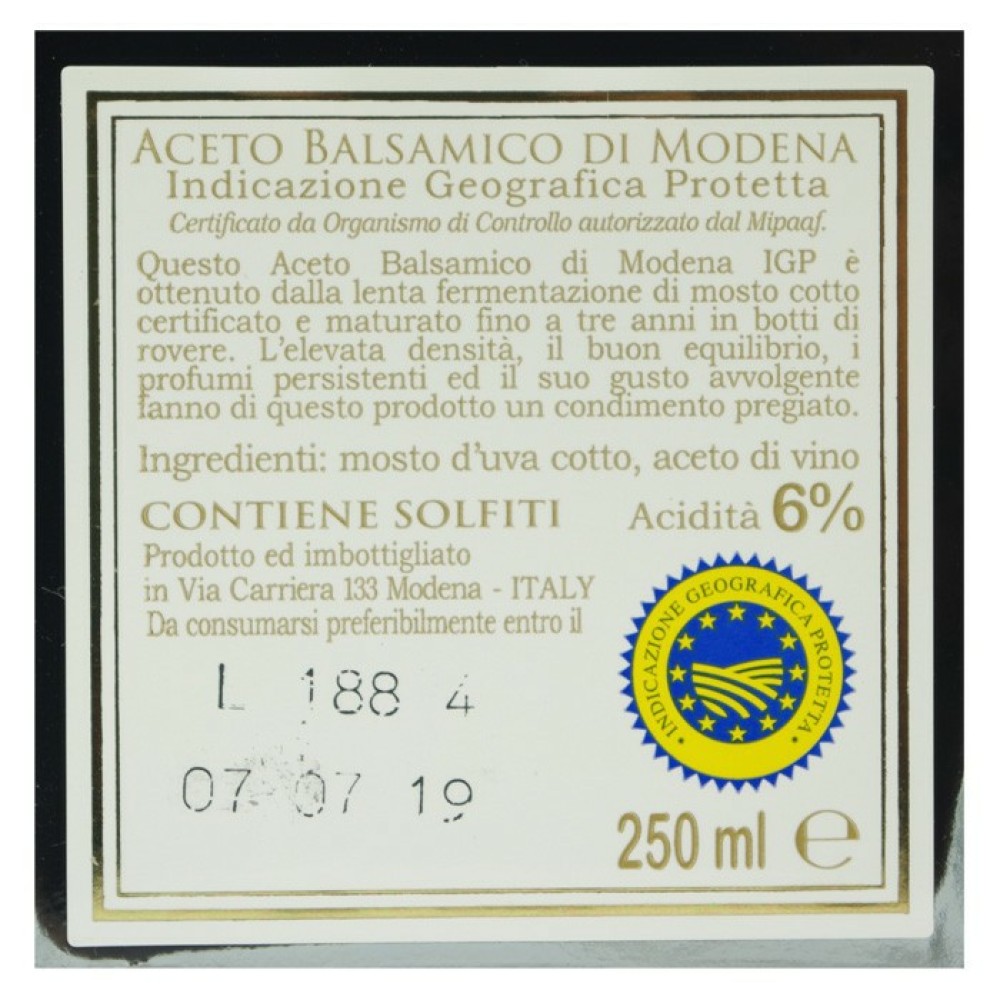 ACETO BALSAMICO DI MODENA
Indicazione Geografica Protetta
Certificato da Organismo di Controllo autorizzato dal Mipaaf.
Questo Aceto Balsamico di Modena IGP è
ottenuto dalla lenta fermentazione di mosto cotto
certificato e maturato fino a tre anni in botti di
rovere. L'elevata densità, il buon equilibrio, i
profumi persistenti ed il suo gusto avvolgente
fanno di questo prodotto un condimento pregiato.
Ingredienti: mosto d'uva cotto, aceto di vino
CONTIENE SOLFITI
Acidità 6%
Prodotto ed imbottigliato
in Via Carriera 133 Modena - ITALY
Da consumarsi preferibilmente entro il
L 188 4
07 07 19
INDICAZIONE GEOGRAFICA PROTETTA
250 ml e